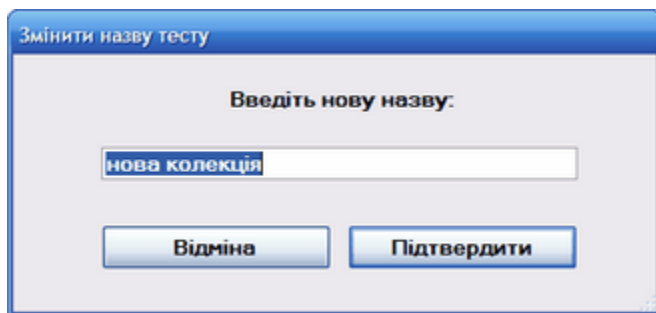 Змінити назву тесту
Введіть нову назву:
нова колекція
Відміна Підтвердити